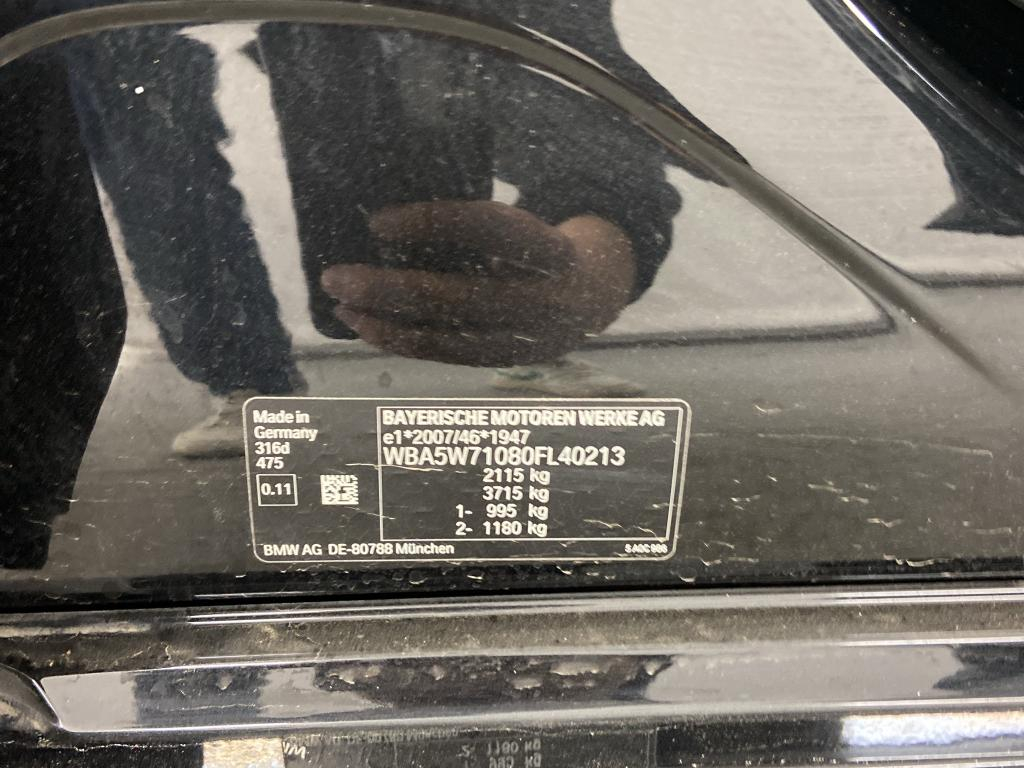 Made in
Germany
316d
475
0.11
BAYERISCHE MOTOREN WERKE AG
e1*2007/46*1947
WBA5W71080FL40213
2115 kg
3715 kg
1- 995 kg
2- 1180 kg
BMW AG DE-80788 München